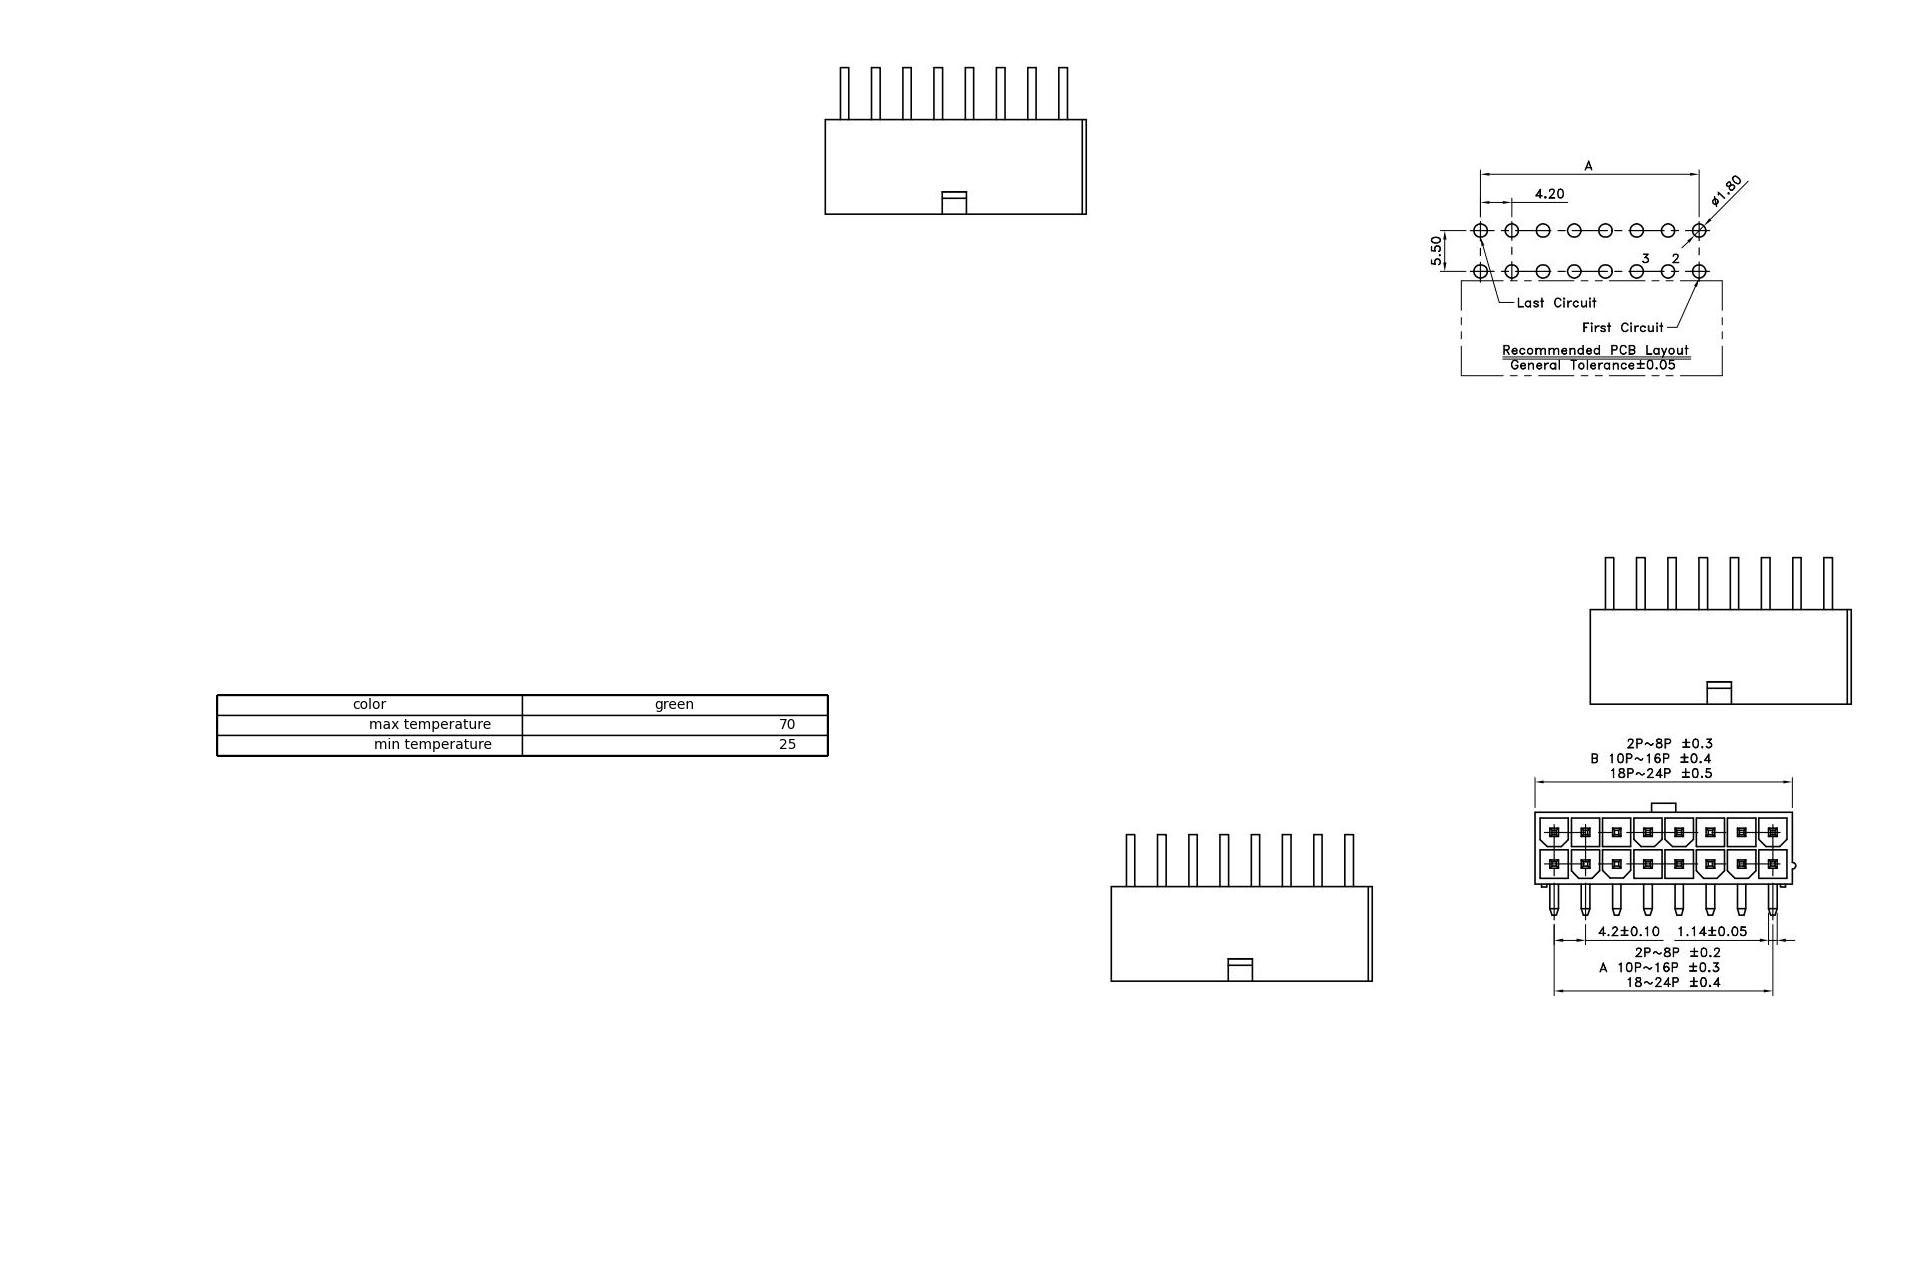 A
4.20
ø1.80
5.50
3 2
Last Circuit
First Circuit
Recommended PCB Layout
General Tolerance±0.05
color green
max temperature 70
min temperature 25
2P~8P ±0.3
B 10P~16P ±0.4
18P~24P ±0.5
4.2±0.10 1.14±0.05
2P~8P ±0.2
A 10P~16P ±0.3
18~24P ±0.4